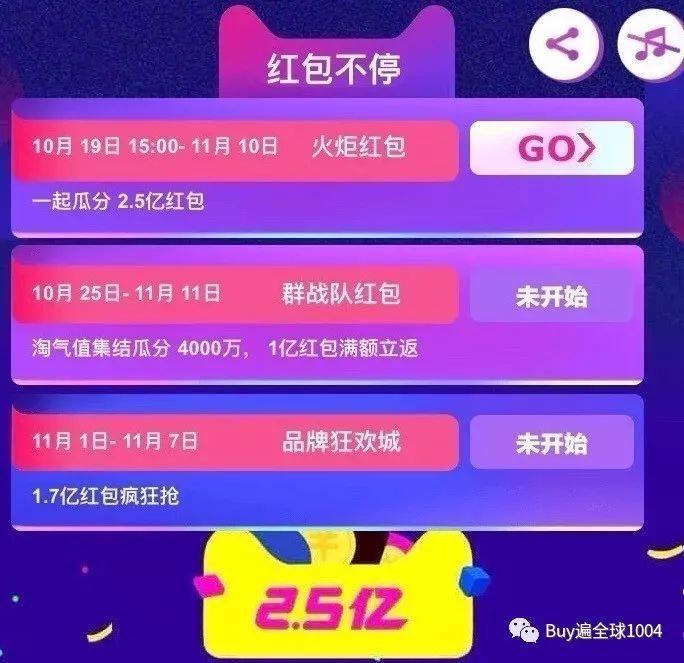 红包不停
10月 19日 15:00- 11月 10日 火炬红包 GO
一起瓜分 2.5亿红包
10月 25日- 11月 11日 群战队红包 未开始
淘气值集结瓜分 4000万， 1亿红包满额立返
11月 1日- 11月 7日 品牌狂欢城 未开始
1.7亿红包疯狂抢
2.5亿
Buy遍全球1004